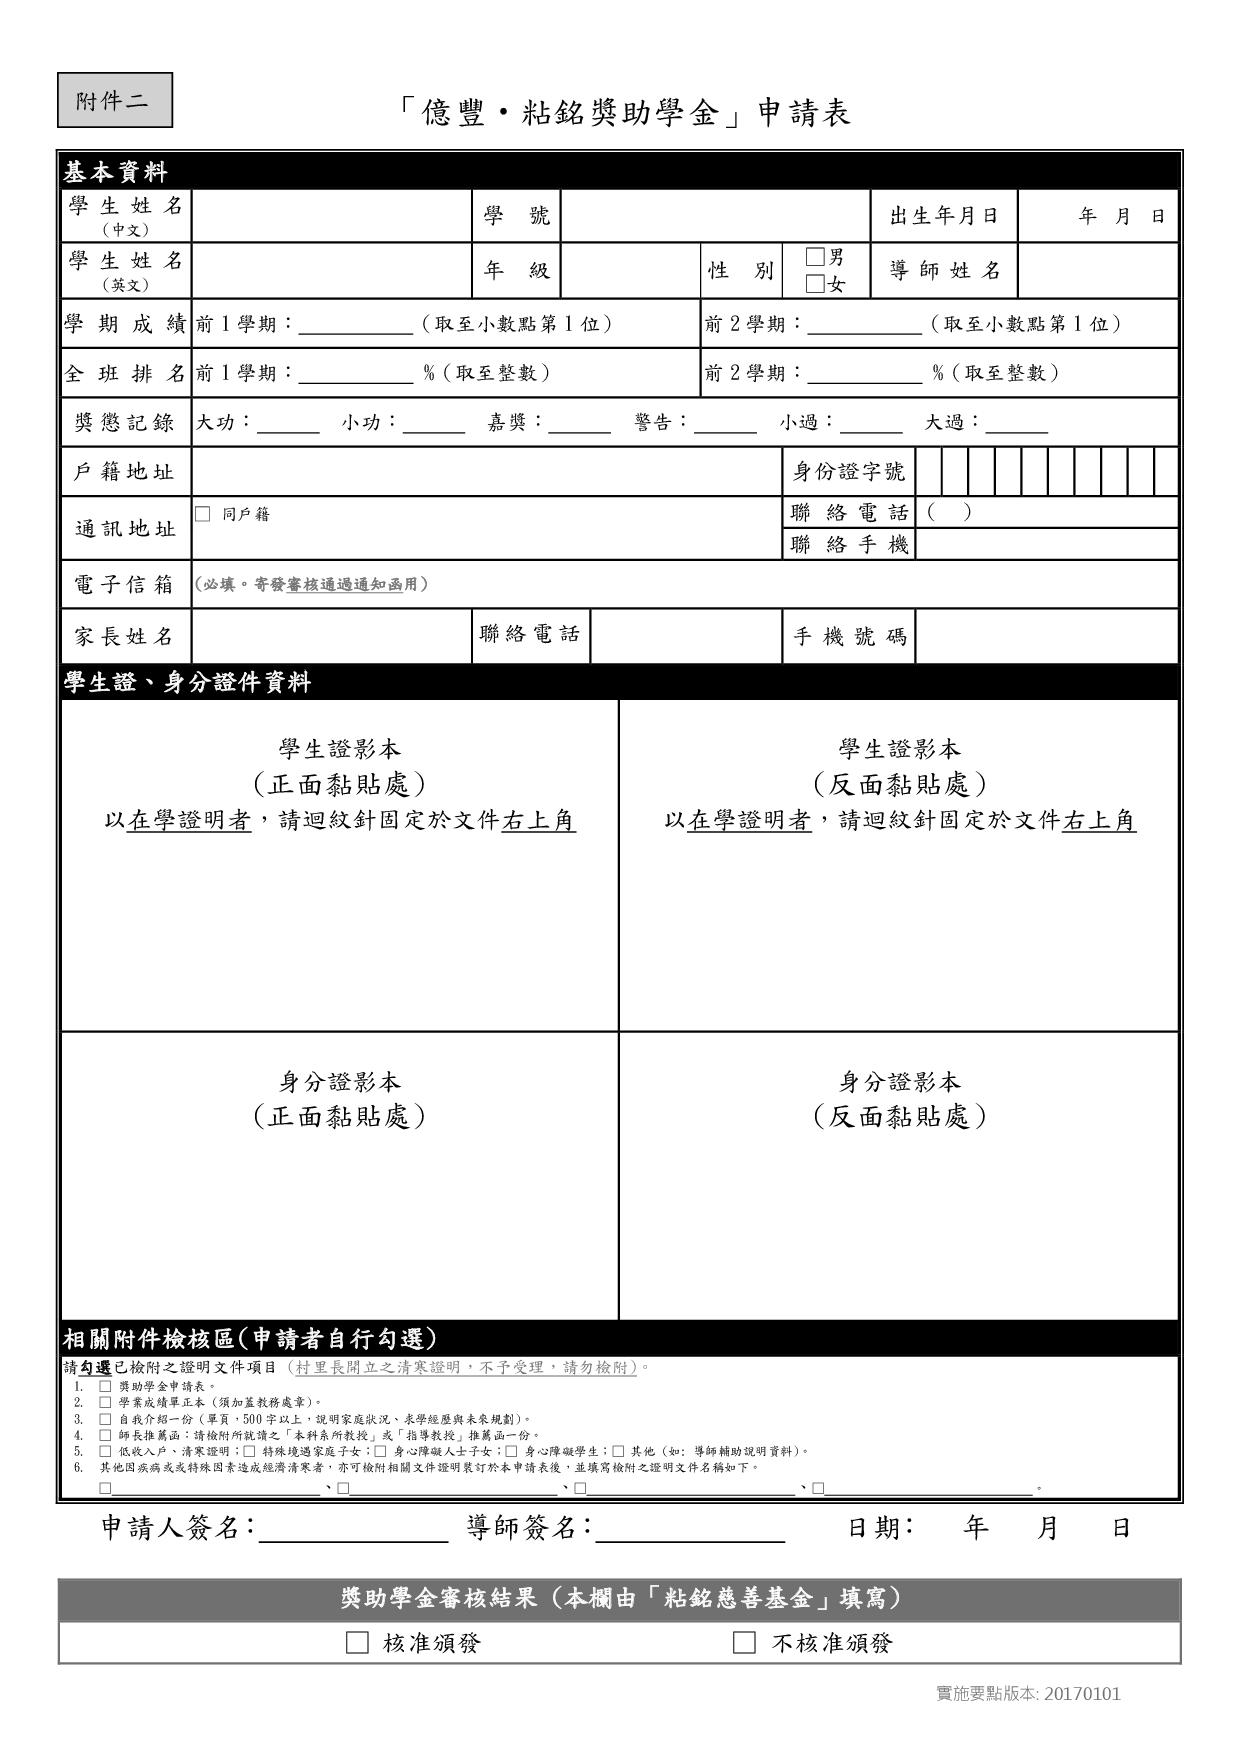 附件二
「億豐·粘銘獎助學金」申請表
基本資料
學生姓名 學號 出生年月日 年 月 日
（中文）
學生姓名 年級 性別 □男 導師姓名
（英文） □女
學期成績 前1學期：___________（取至小數點第1位） 前2學期：___________（取至小數點第1位）
全班排名 前1學期：___________ %（取至整數） 前2學期：___________ %（取至整數）
獎懲記錄 大功：______ 小功：______ 嘉獎：______ 警告：______ 小過：______ 大過：______
戶籍地址 身份證字號
通訊地址 □ 同戶籍 聯絡電話 （ ）
聯絡手機
電子信箱 （必填。寄發審核通過通知函用）
家長姓名 聯絡電話 手機號碼
學生證、身分證件資料
學生證影本 學生證影本
（正面黏貼處） （反面黏貼處）
以在學證明者，請迴紋針固定於文件右上角 以在學證明者，請迴紋針固定於文件右上角
身分證影本 身分證影本
（正面黏貼處） （反面黏貼處）
相關附件檢核區(申請者自行勾選)
請勾選已檢附之證明文件項目（村里長開立之清寒證明，不予受理，請勿檢附）。
1. □ 獎助學金申請表。
2. □ 學業成績單正本（須加蓋教務處章）。
3. □ 自我介紹一份（單頁，500字以上，說明家庭狀況、求學經歷與未來規劃）。
4. □ 師長推薦函：請檢附所就讀之「本科系所教授」或「指導教授」推薦函一份。
5. □ 低收入戶、清寒證明；□ 特殊境遇家庭子女；□ 身心障礙人士子女；□ 身心障礙學生；□ 其他（如: 導師輔助說明資料）。
6. 其他因疾病或或特殊因素造成經濟清寒者，亦可檢附相關文件證明裝訂於本申請表後，並填寫檢附之證明文件名稱如下。
□____________________、□____________________、□____________________、□____________________。
申請人簽名：______________ 導師簽名：______________ 日期： 年 月 日
獎助學金審核結果（本欄由「粘銘慈善基金」填寫）
□ 核准頒發 □ 不核准頒發
實施要點版本: 20170101